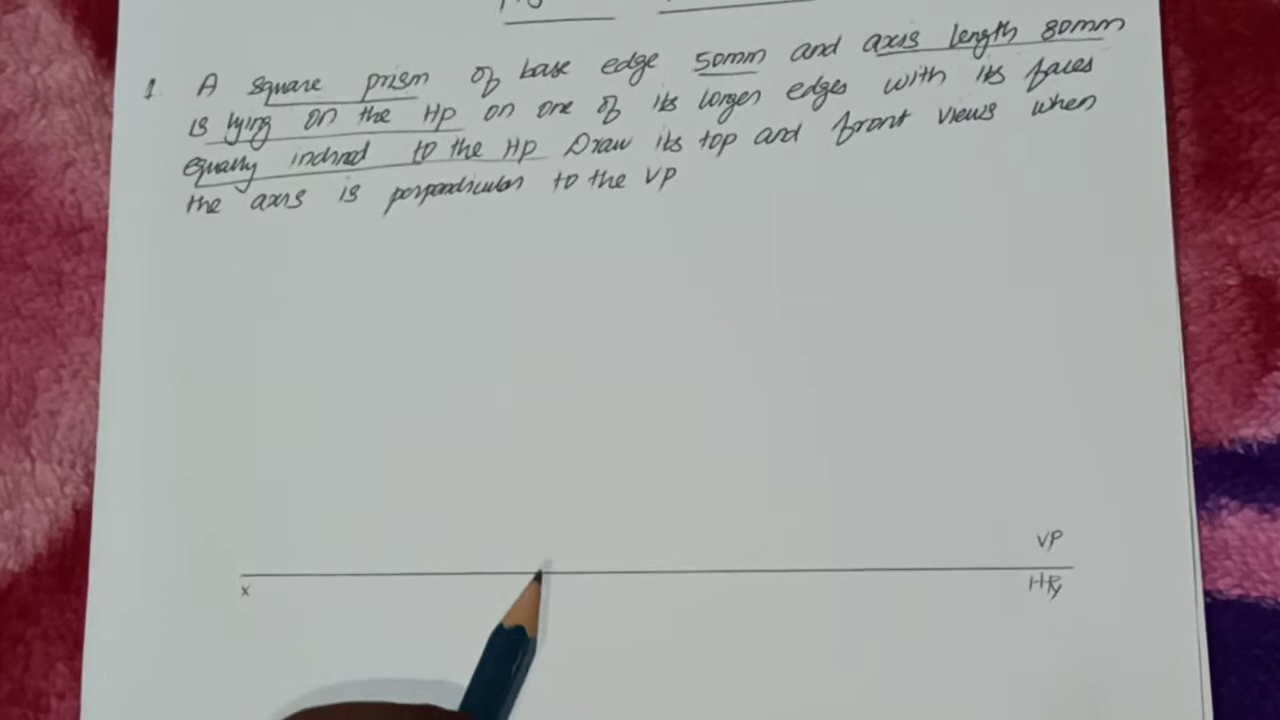 1 A square prism of base edge 50mm and axis length 80mm
is lying on the HP on one of its longer edges with its faces
equally inclined to the HP Draw its top and front views when
the axis is perpendicular to the VP
VP
x
HP y